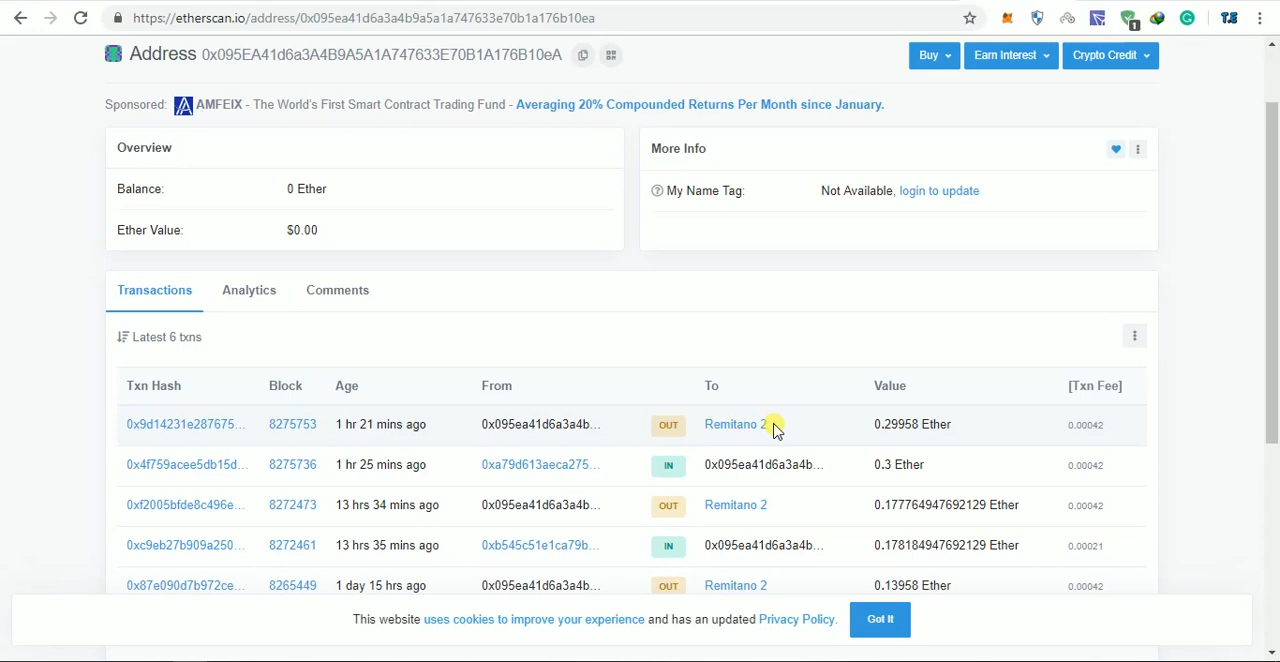 https://etherscan.io/address/0x095ea41d6a3a4b9a5a1a747633e70b1a176b10ea
1
T.E
Address 0x095EA41d6a3A4B9A5A1A747633E70B1A176B10eA
Buy
Earn Interest
Crypto Credit
Sponsored: AMFEIX - The World's First Smart Contract Trading Fund - Averaging 20% Compounded Returns Per Month since January.
Overview
More Info
Balance: 0 Ether
My Name Tag: Not Available, login to update
Ether Value: $0.00
Transactions Analytics Comments
Latest 6 txns
Txn Hash Block Age From To Value [Txn Fee]
0x9d14231e287675... 8275753 1 hr 21 mins ago 0x095ea41d6a3a4b... OUT Remitano 2 0.29958 Ether 0.00042
0x4f759acee5db15d... 8275736 1 hr 25 mins ago 0xa79d613aeca275... IN 0x095ea41d6a3a4b... 0.3 Ether 0.00042
0xf2005bfde8c496e... 8272473 13 hrs 34 mins ago 0x095ea41d6a3a4b... OUT Remitano 2 0.177764947692129 Ether 0.00042
0xc9eb27b909a250... 8272461 13 hrs 35 mins ago 0xb545c51e1ca79b... IN 0x095ea41d6a3a4b... 0.178184947692129 Ether 0.00021
0x87e090d7b972ce... 8265449 1 day 15 hrs ago 0x095ea41d6a3a4b... OUT Remitano 2 0.13958 Ether 0.00042
This website uses cookies to improve your experience and has an updated Privacy Policy.
Got It